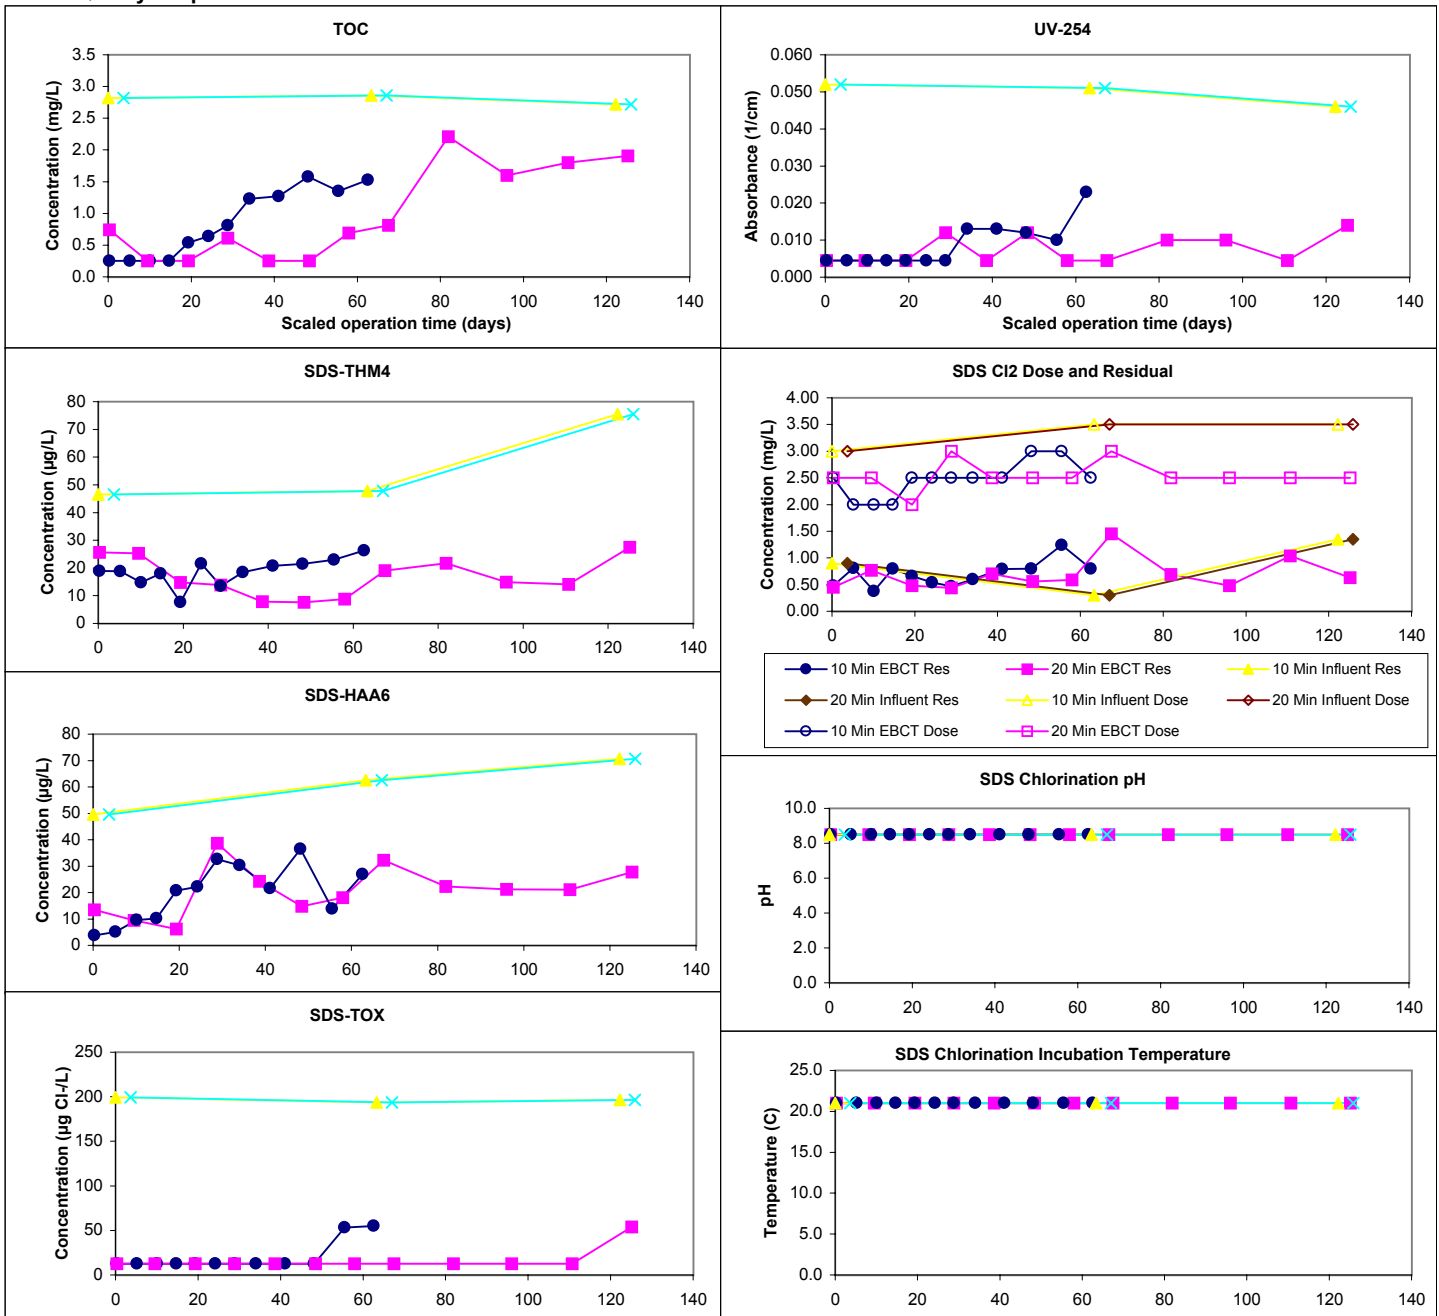 TOC
3.5
3.0
2.5
2.0
1.5
1.0
0.5
0.0
Concentration (mg/L)
0 20 40 60 80 100 120 140
Scaled operation time (days)
UV-254
0.060
0.050
0.040
0.030
0.020
0.010
0.000
Absorbance (1/cm)
0 20 40 60 80 100 120 140
Scaled operation time (days)
SDS-THM4
80
70
60
50
40
30
20
10
0
Concentration (µg/L)
0 20 40 60 80 100 120 140
SDS Cl2 Dose and Residual
4.00
3.50
3.00
2.50
2.00
1.50
1.00
0.50
0.00
Concentration (mg/L)
0 20 40 60 80 100 120 140
10 Min EBCT Res 20 Min EBCT Res 10 Min Influent Res
20 Min Influent Res 10 Min Influent Dose 20 Min Influent Dose
10 Min EBCT Dose 20 Min EBCT Dose
SDS-HAA6
80
70
60
50
40
30
20
10
0
Concentration (µg/L)
0 20 40 60 80 100 120 140
SDS Chlorination pH
10.0
8.0
6.0
4.0
2.0
0.0
pH
0 20 40 60 80 100 120 140
SDS-TOX
250
200
150
100
50
0
Concentration (µg Cl-/L)
0 20 40 60 80 100 120 140
SDS Chlorination Incubation Temperature
25.0
20.0
15.0
10.0
5.0
0.0
Temperature (C)
0 20 40 60 80 100 120 140